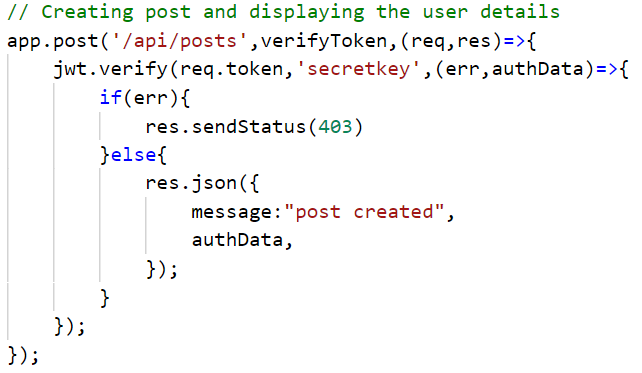 // Creating post and displaying the user details
app.post('/api/posts',verifyToken,(req,res)=>{
    jwt.verify(req.token,'secretkey',(err,authData)=>{
        if(err){
            res.sendStatus(403)
        }else{
            res.json({
                message:"post created",
                authData,
            });
        }
    });
});